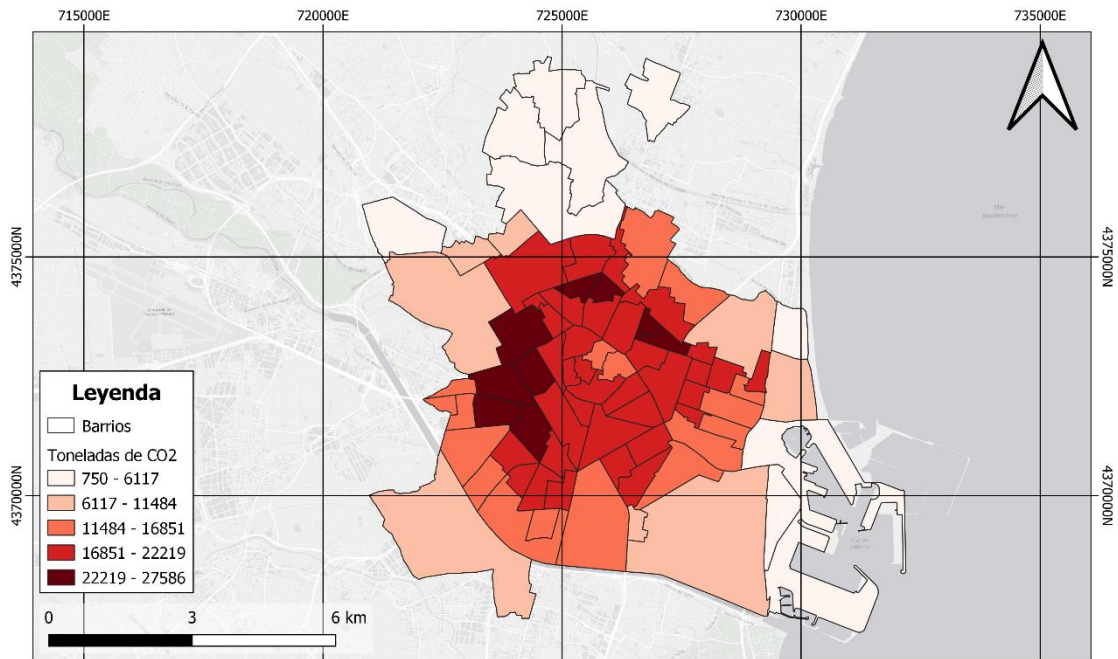 715000E 720000E 725000E 730000E 735000E
4375000N 4375000N
4370000N 4370000N
Leyenda
Barrios
Toneladas de CO2
750 - 6117
6117 - 11484
11484 - 16851
16851 - 22219
22219 - 27586
0 3 6 km